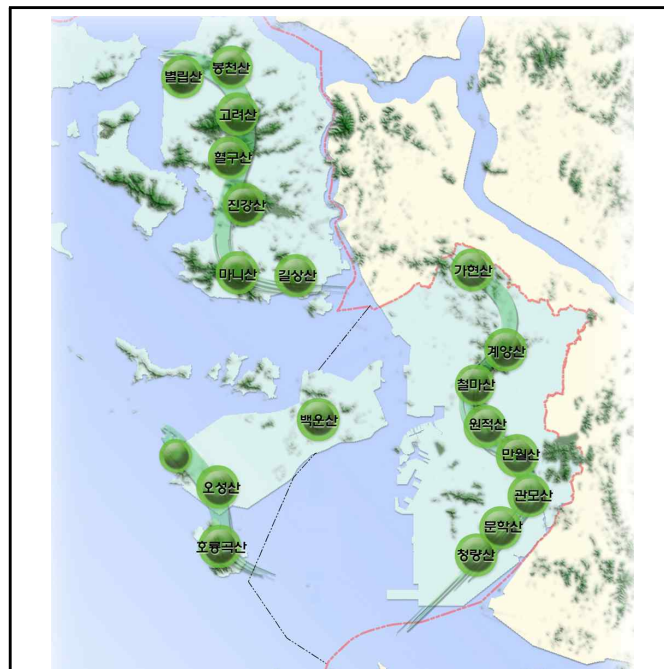 별립산
봉천산
고려산
혈구산
진강산
마니산
길상산
가현산
계양산
철마산
원적산
만월산
관모산
문학산
청량산
백운산
오성산
호룡곡산